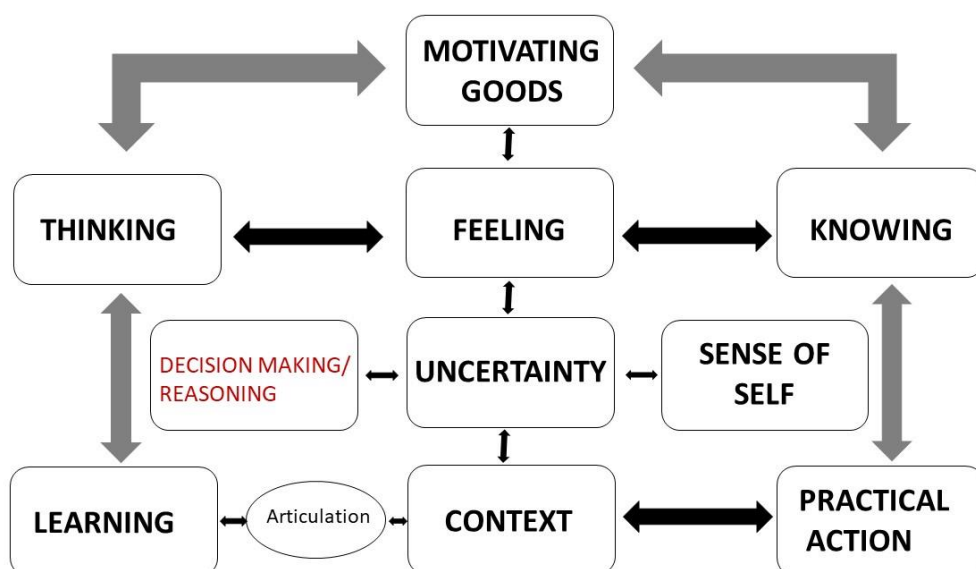 MOTIVATING
GOODS
THINKING
FEELING
KNOWING
DECISION MAKING/
REASONING
UNCERTAINTY
SENSE OF
SELF
LEARNING
Articulation
CONTEXT
PRACTICAL
ACTION